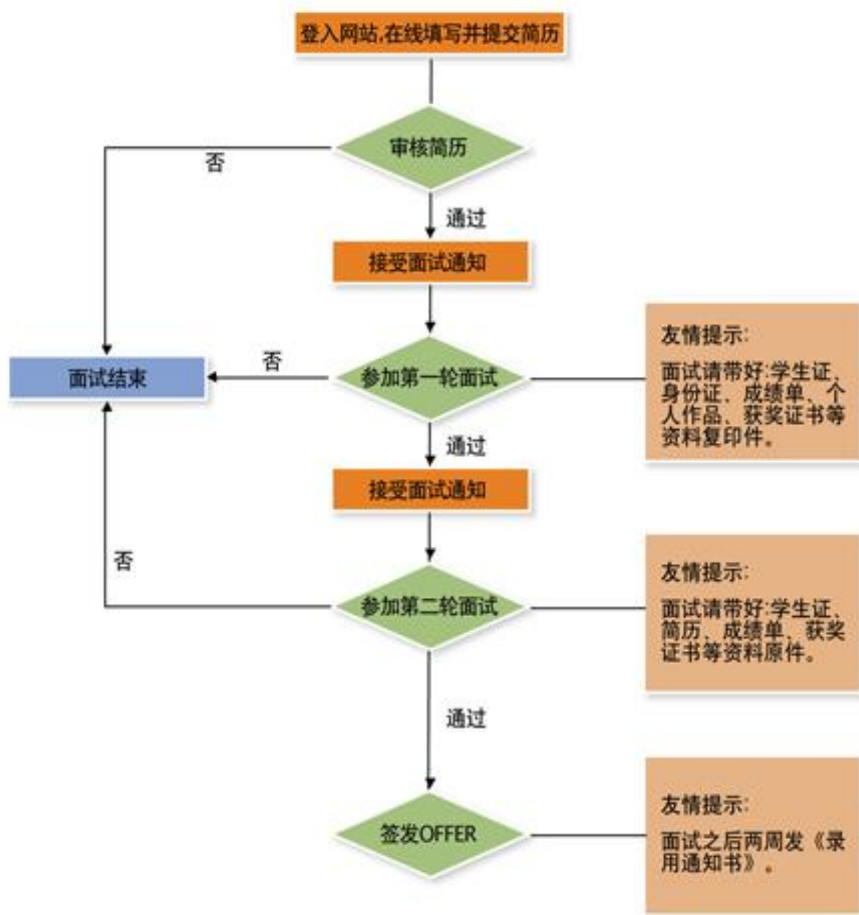 登入网站,在线填写并提交简历
审核简历
否
通过
接受面试通知
友情提示:
面试请带好:学生证、
身份证、成绩单、个
人作品、获奖证书等
资料复印件。
面试结束
否
参加第一轮面试
通过
接受面试通知
否
友情提示:
面试请带好:学生证、
简历、成绩单、获奖
证书等资料原件。
参加第二轮面试
通过
友情提示:
面试之后两周发《录
用通知书》。
签发OFFER